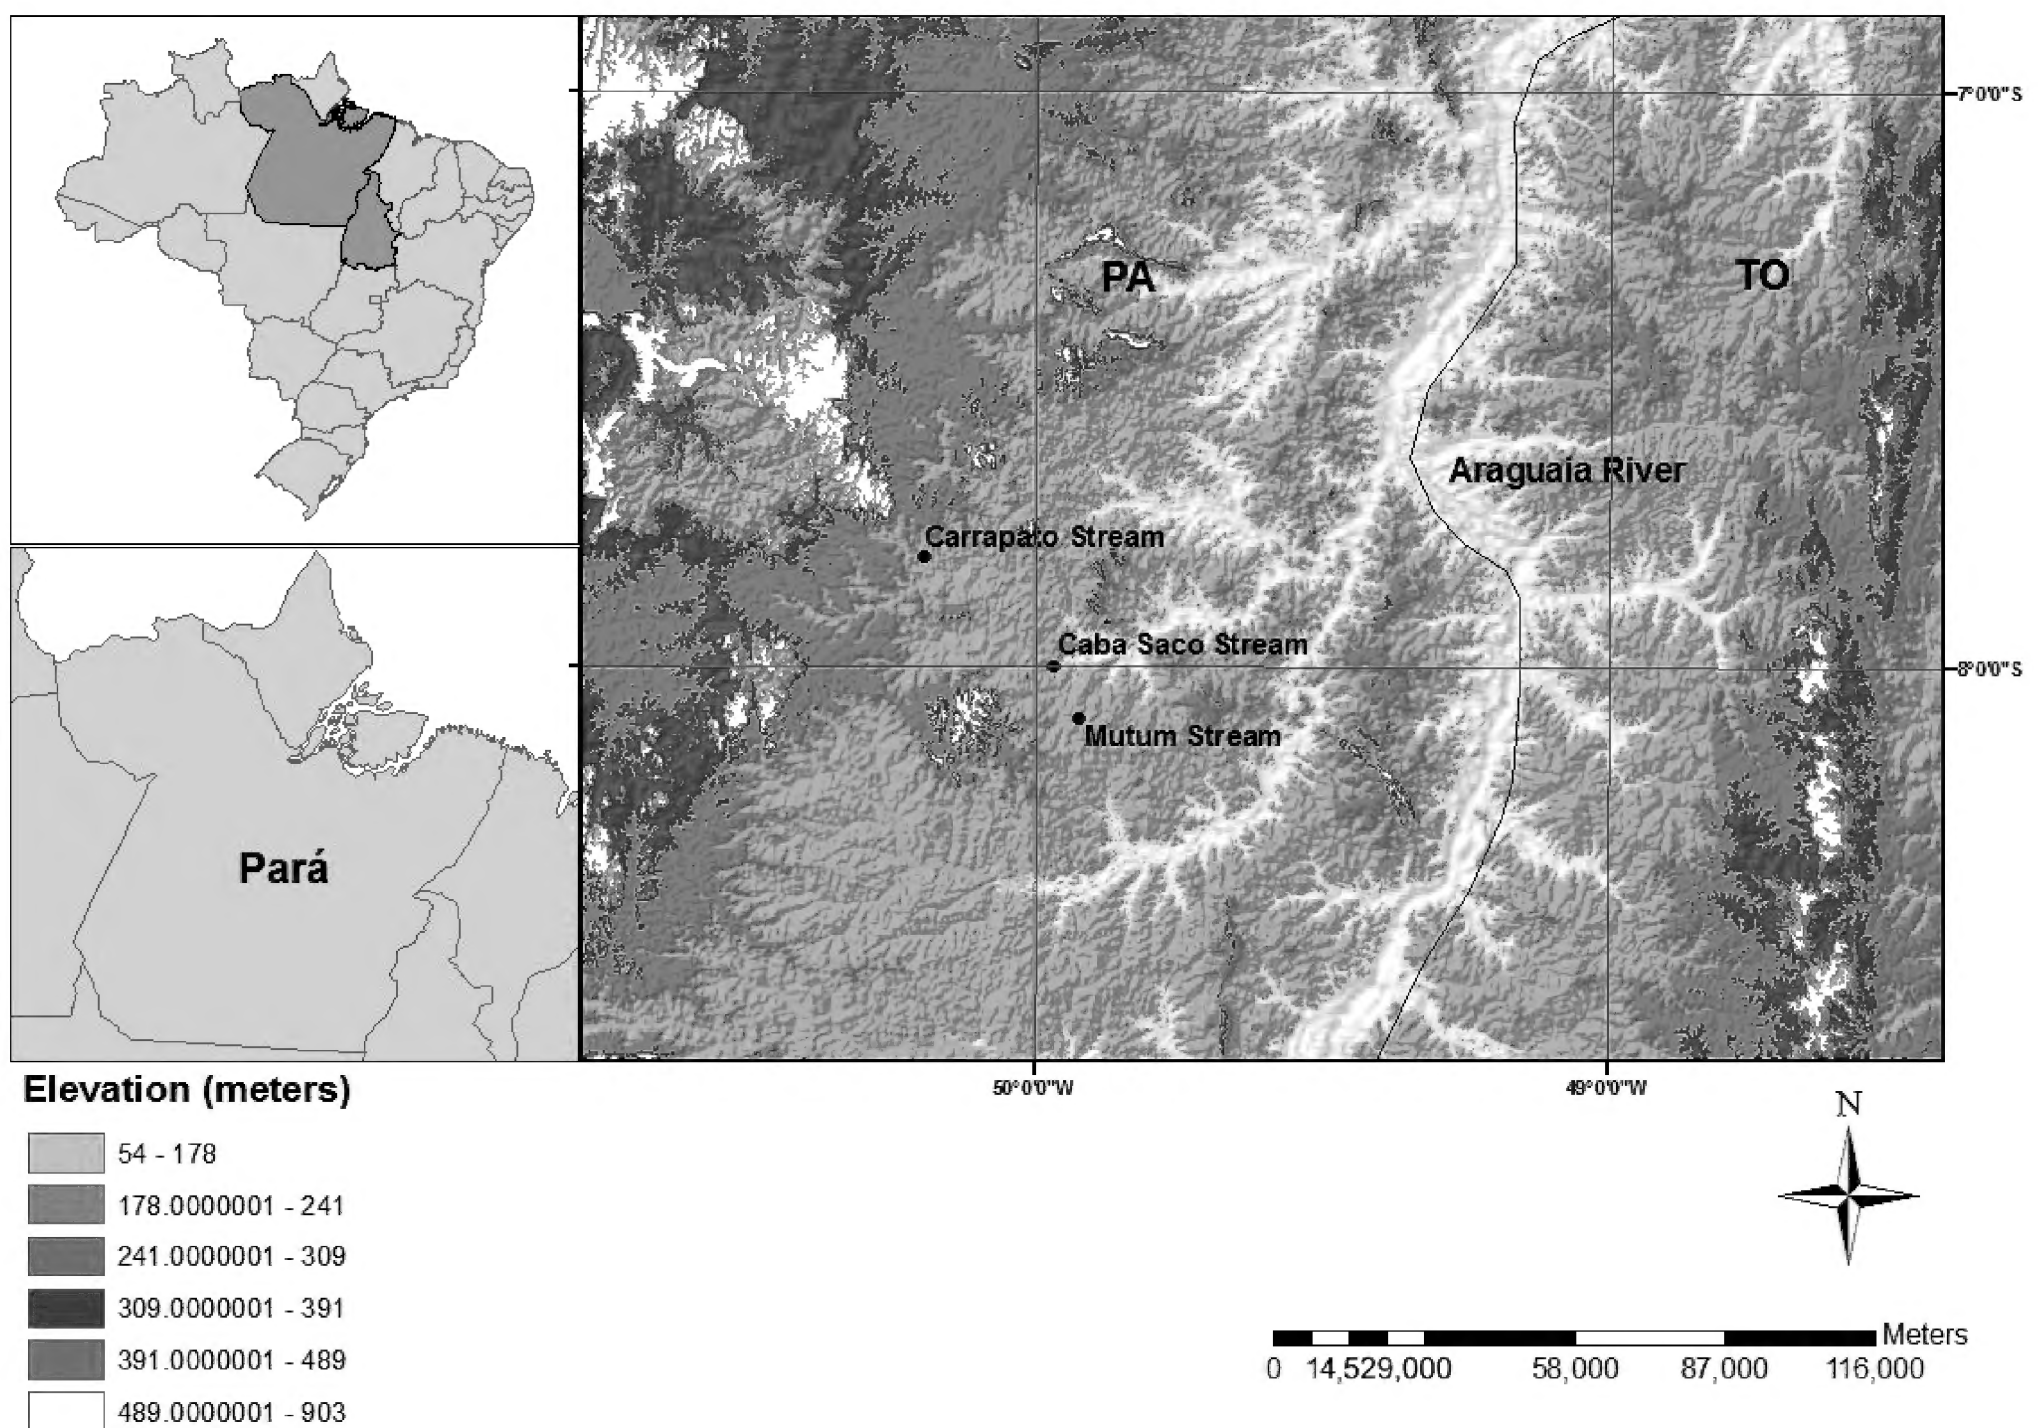 7°0'0"S
PA
TO
Araguaia River
Carrapato Stream
Caba Saco Stream
8°0'0"S
Mutum Stream
Pará
50°0'0"W
49°0'0"W
Elevation (meters)
54 - 178
178.0000001 - 241
241.0000001 - 309
309.0000001 - 391
391.0000001 - 489
489.0000001 - 903
N
Meters
0 14,529,000 58,000 87,000 116,000